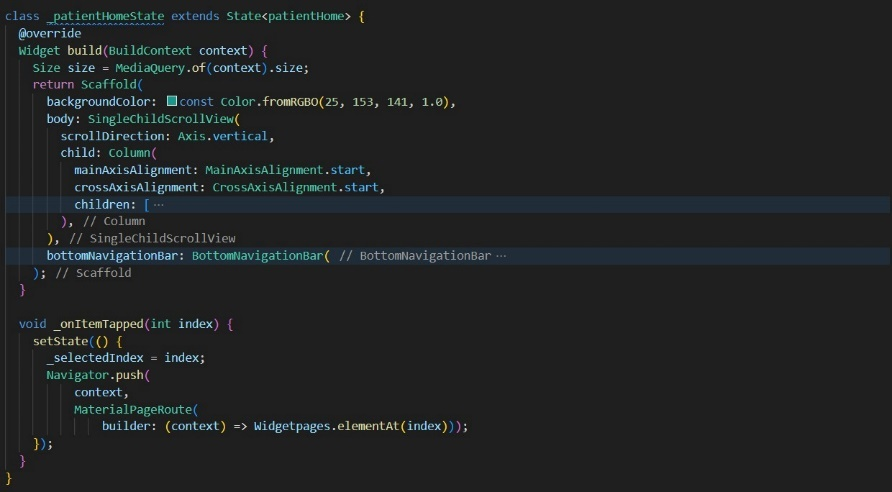 class _patientHomeState extends State<patientHome> {
@override
Widget build(BuildContext context) {
Size size = MediaQuery.of(context).size;
return Scaffold(
backgroundColor: const Color.fromRGBO(25, 153, 141, 1.0),
body: SingleChildScrollView(
scrollDirection: Axis.vertical,
child: Column(
mainAxisAlignment: MainAxisAlignment.start,
crossAxisAlignment: CrossAxisAlignment.start,
children: [ ...
), // Column
), // SingleChildScrollView
bottomNavigationBar: BottomNavigationBar( // BottomNavigationBar ...
); // Scaffold
}
void _onItemTapped(int index) {
setState(() {
_selectedIndex = index;
Navigator.push(
context,
MaterialPageRoute(
builder: (context) => Widgetpages.elementAt(index)));
});
}
}